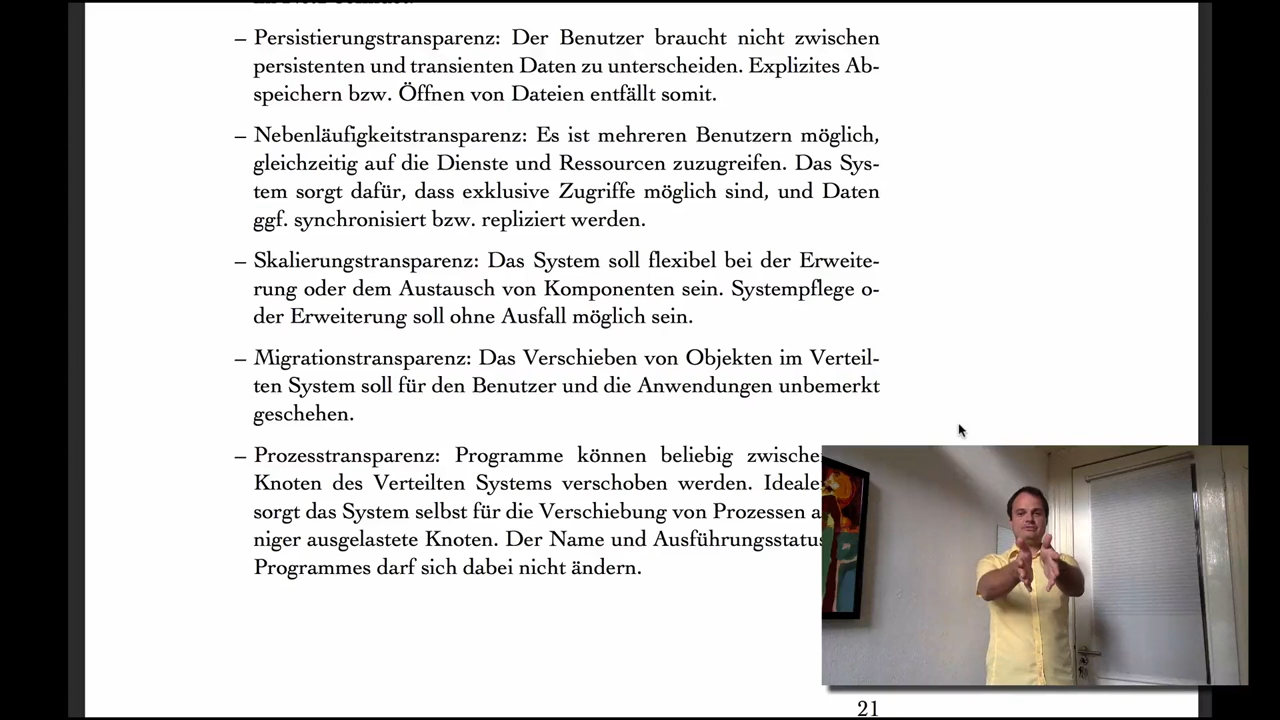 – Persistierungstransparenz: Der Benutzer braucht nicht zwischen
persistenten und transienten Daten zu unterscheiden. Explizites Ab-
speichern bzw. Öffnen von Dateien entfällt somit.
– Nebenläufigkeitstransparenz: Es ist mehreren Benutzern möglich,
gleichzeitig auf die Dienste und Ressourcen zuzugreifen. Das Sys-
tem sorgt dafür, dass exklusive Zugriffe möglich sind, und Daten
ggf. synchronisiert bzw. repliziert werden.
– Skalierungstransparenz: Das System soll flexibel bei der Erweite-
rung oder dem Austausch von Komponenten sein. Systempflege o-
der Erweiterung soll ohne Ausfall möglich sein.
– Migrationstransparenz: Das Verschieben von Objekten im Verteil-
ten System soll für den Benutzer und die Anwendungen unbemerkt
geschehen.
– Prozesstransparenz: Programme können beliebig zwische
Knoten des Verteilten Systems verschoben werden. Ideale
sorgt das System selbst für die Verschiebung von Prozessen a
niger ausgelastete Knoten. Der Name und Ausführungsstatus
Programmes darf sich dabei nicht ändern.
21